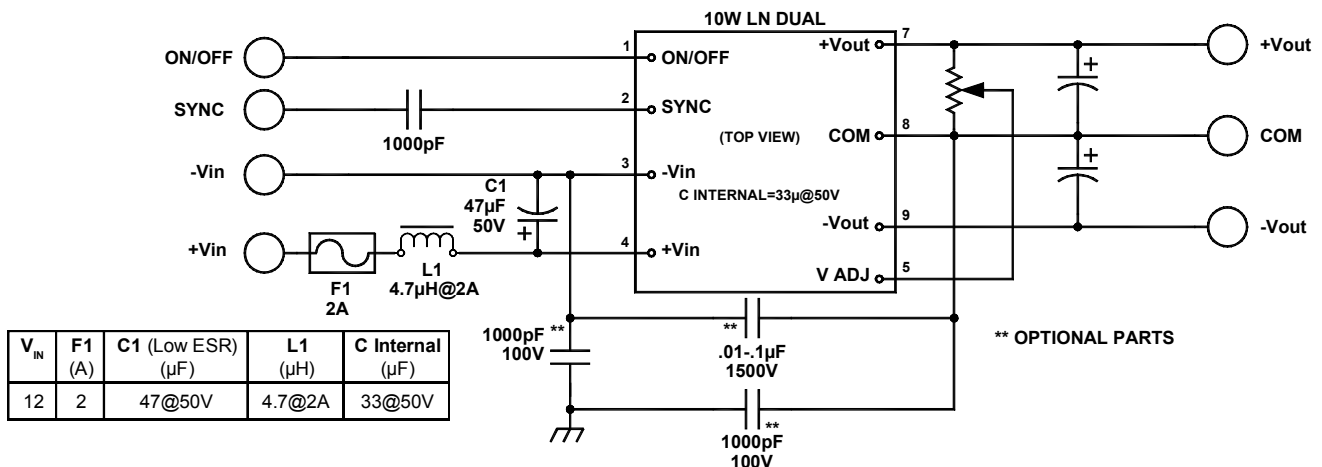 10W LN DUAL
ON/OFF
1
ON/OFF
SYNC
1000pF
2
SYNC
-Vin
3
-Vin
C1
47µF
50V
+
+Vin
F1
2A
L1
4.7µH@2A
4
+Vin
(TOP VIEW)
C INTERNAL=33µ@50V
+Vout
7
+
+Vout
COM
8
+
COM
-Vout
9
-Vout
V ADJ
5
1000pF **
100V
**
.01-.1µF
1500V
**
1000pF
100V
** OPTIONAL PARTS
VIN F1 C1 (Low ESR) L1 C Internal
(A) (µF) (µH) (µF)
12 2 47@50V 4.7@2A 33@50V